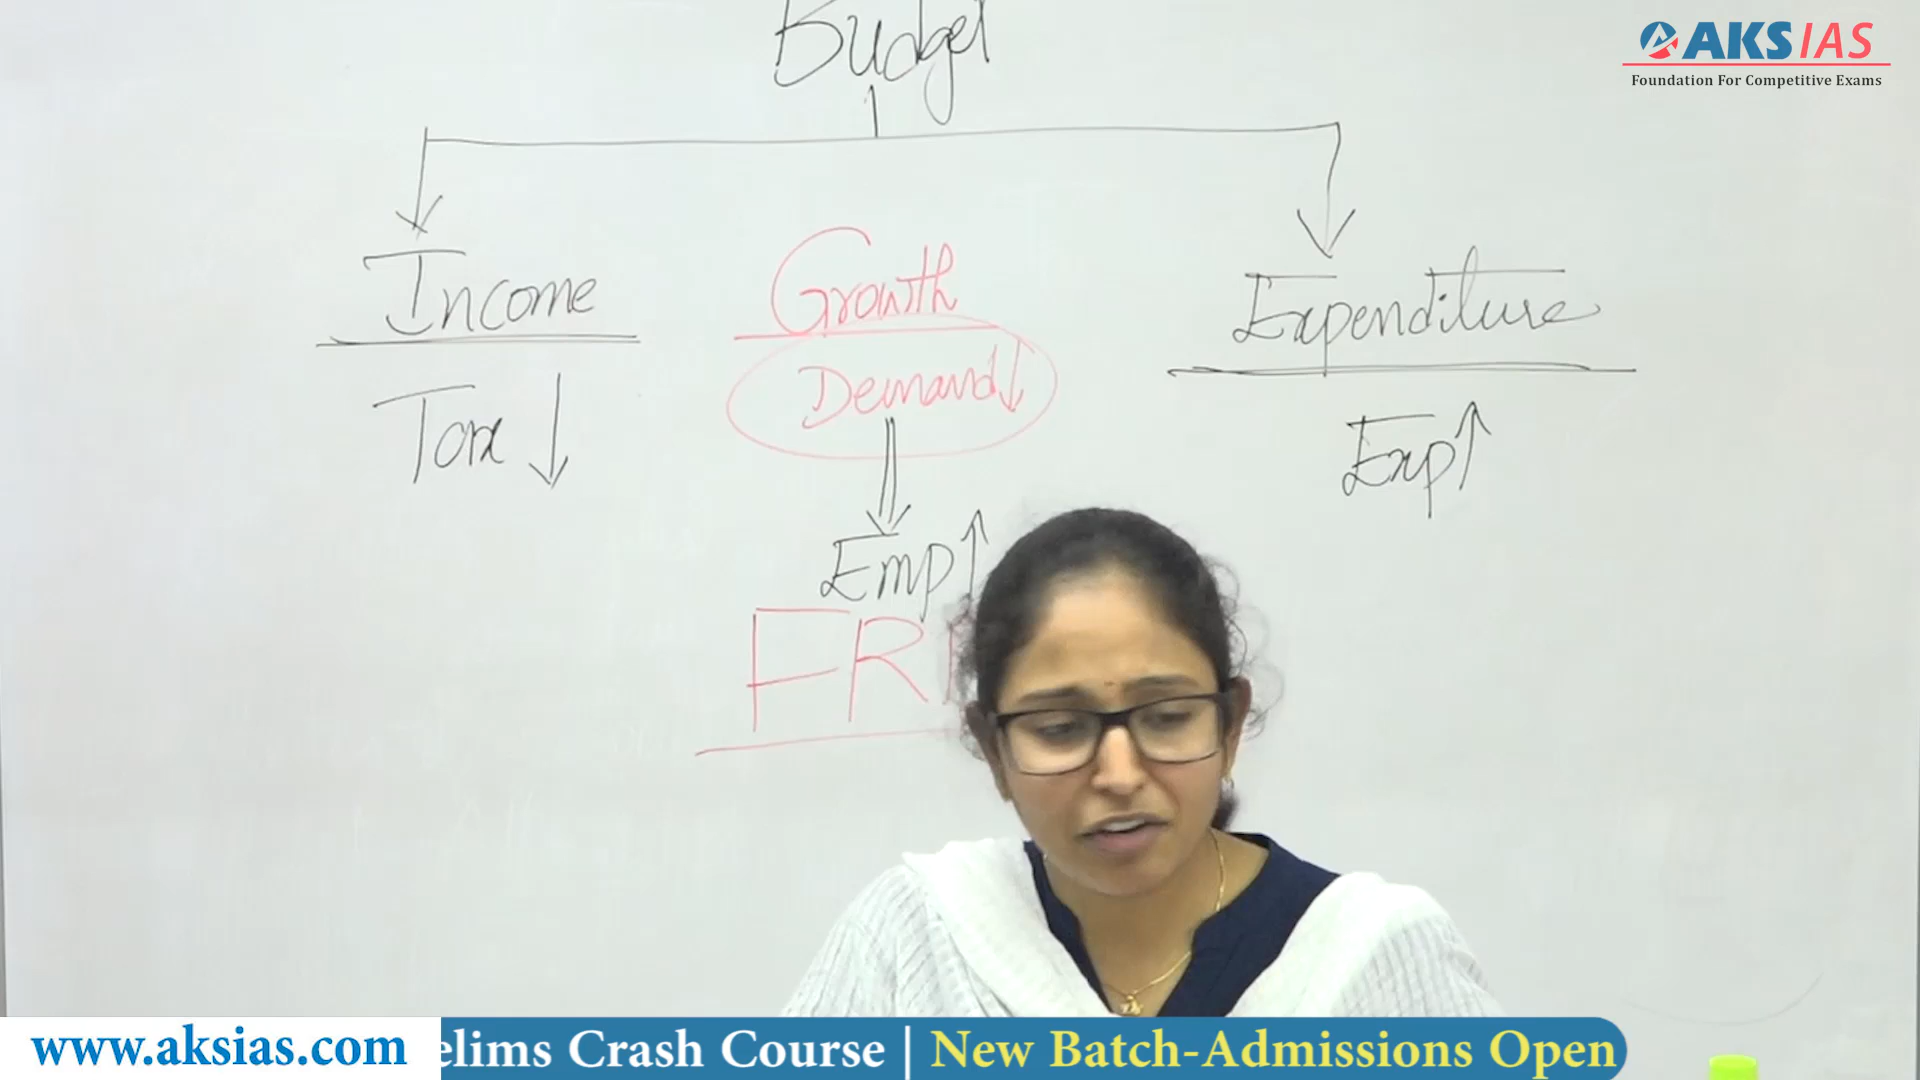 Budget
AKS IAS
Foundation For Competitive Exams
Income
Growth
Expenditure
Tax ↓
Demand ↓
Exp ↑
Emp ↑
FR
www.aksias.com
elims Crash Course | New Batch-Admissions Open